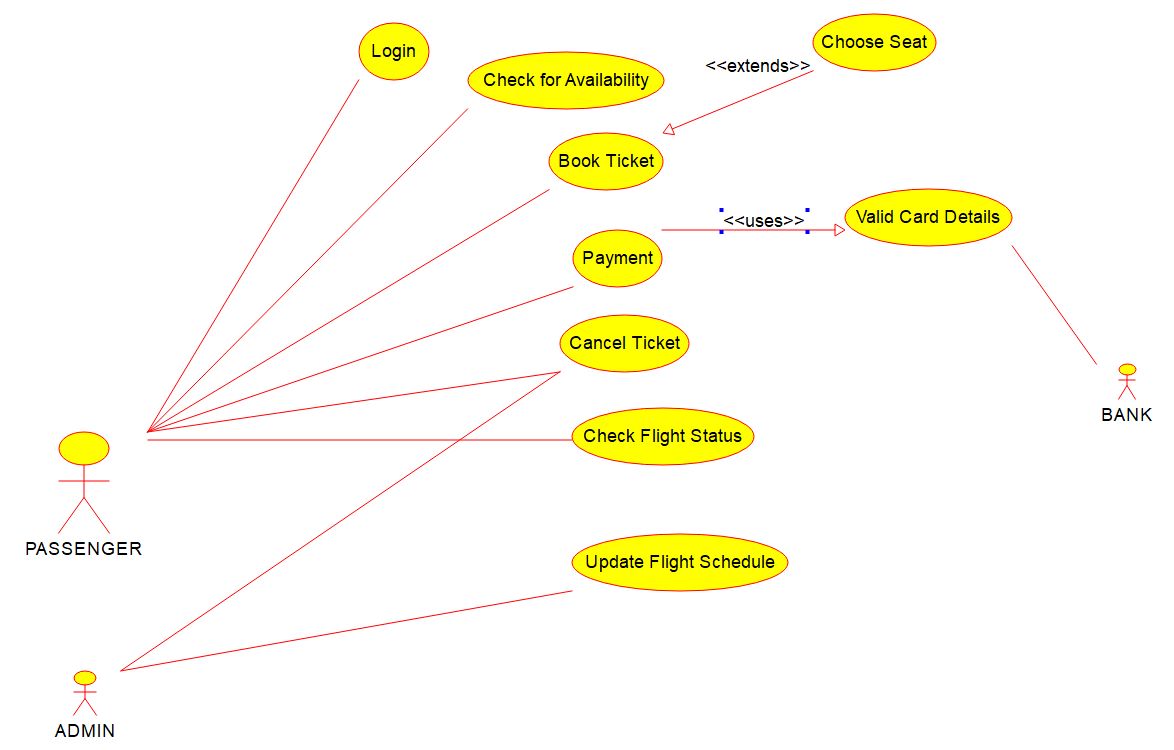 Login
Choose Seat
<<extends>>
Check for Availability
Book Ticket
<<uses>>
Valid Card Details
Payment
Cancel Ticket
BANK
Check Flight Status
PASSENGER
Update Flight Schedule
ADMIN